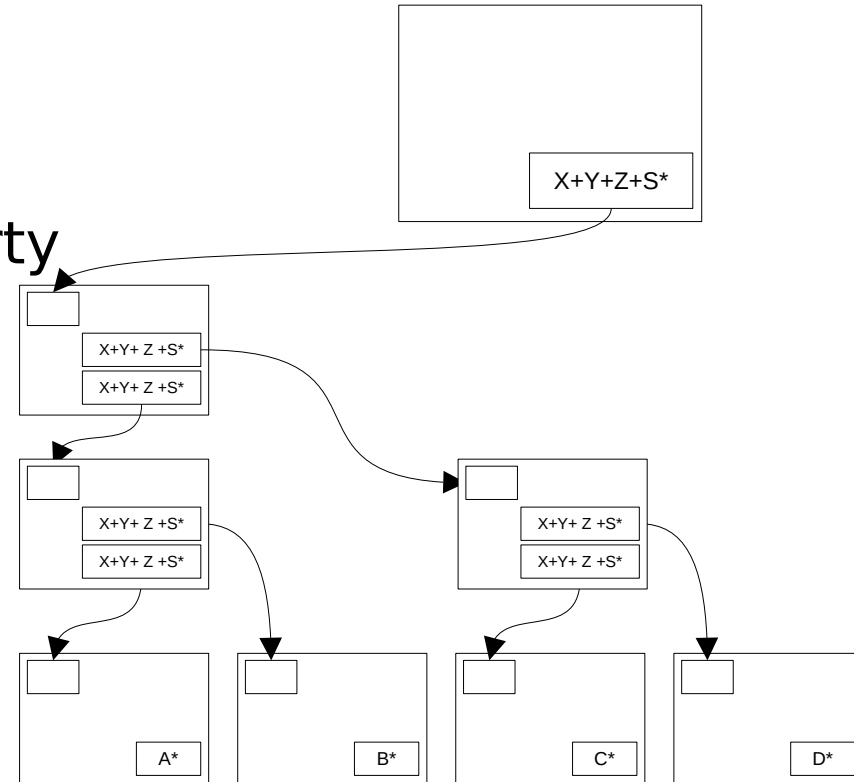 X+Y+Z+S*
ty
X+Y+ Z +S*
X+Y+ Z +S*
X+Y+ Z +S*
X+Y+ Z +S*
X+Y+ Z +S*
X+Y+ Z +S*
A*
B*
C*
D*